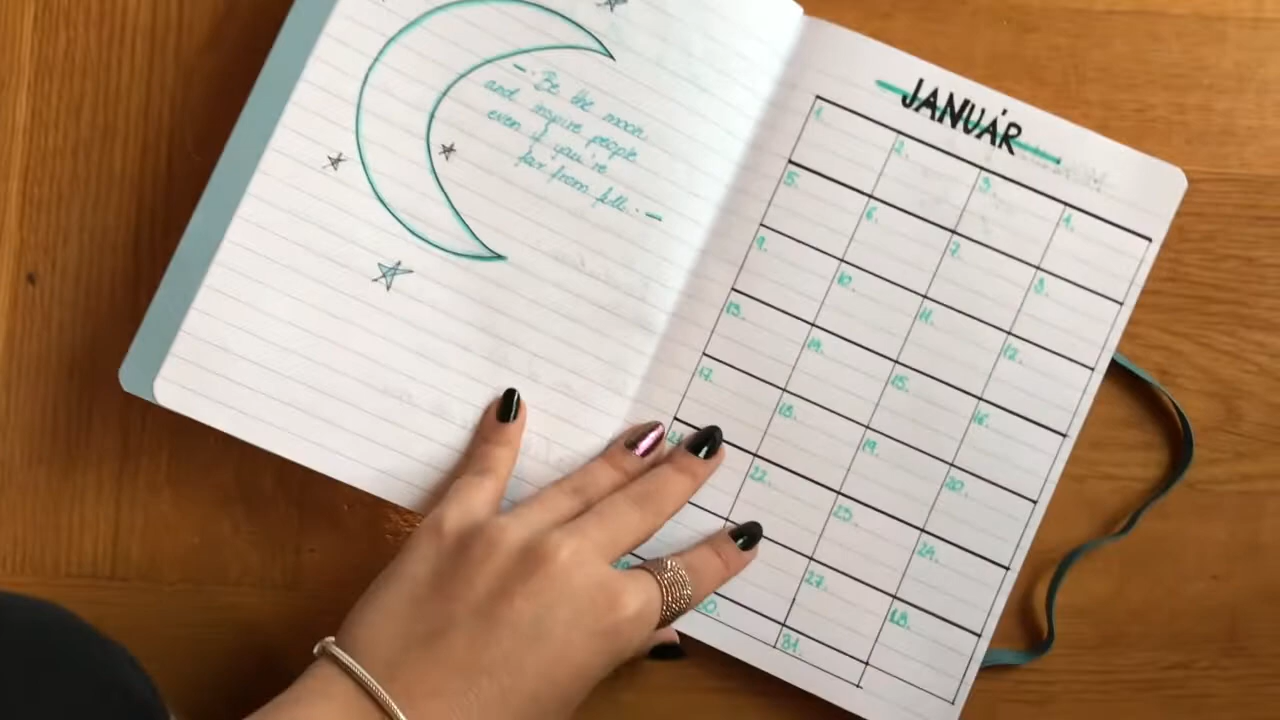 – Be the moon
and inspire people
even if you're
far from full. –
JANUÁR
1. 2. 3. 4.
5. 6. 7. 8.
9. 10. 11. 12.
13. 14. 15. 16.
17. 18. 19. 20.
21 22. 23. 24.
27. 28.
30. 31.